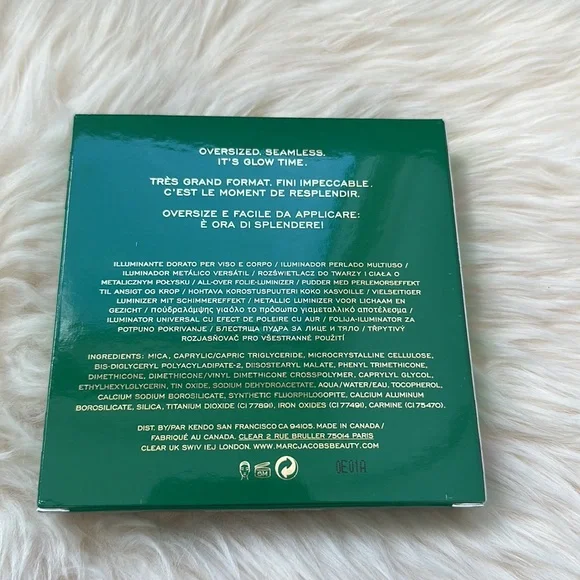 OVERSIZED. SEAMLESS.
IT'S GLOW TIME.
TRÈS GRAND FORMAT. FINI IMPECCABLE.
C'EST LE MOMENT DE RESPLENDIR.
OVERSIZE E FACILE DA APPLICARE:
È ORA DI SPLENDERE!
ILLUMINANTE DORATO PER VISO E CORPO / ILUMINADOR PERLADO MULTIUSO /
ILUMINADOR METÁLICO VERSÁTIL / ROZŚWIETLACZ DO TWARZY I CIAŁA O
METALICZNYM POŁYSKU / ALL-OVER FOLIE-LUMINIZER / PUDDER MED PERLEMORSEFFEKT
TIL ANSIGT OG KROP / HOHTAVA KOROSTUSPUUTERI KOKO KASVOILLE / VIELSEITIGER
LUMINIZER MIT SCHIMMEREFFEKT / METALLIC LUMINIZER VOOR LICHAAM EN
GEZICHT / πούδραλάμψης γιαόλο το πρόσωπο γιαμεταλλικό αποτέλεσμα /
ILUMINATOR UNIVERSAL CU EFECT DE POLEIRE CU AUR / FOLIJA-ILUMINATOR ZA
POTPUNO POKRIVANJE / БЛЕСТЯЩА ПУДРА ЗА ЛИЦЕ И ТЯЛО / TŘPYTIVÝ
ROZJASŇOVAČ PRO VŠESTRANNÉ POUŽITÍ
INGREDIENTS: MICA, CAPRYLIC/CAPRIC TRIGLYCERIDE, MICROCRYSTALLINE CELLULOSE,
BIS-DIGLYCERYL POLYACYLADIPATE-2, DIISOSTEARYL MALATE, PHENYL TRIMETHICONE,
DIMETHICONE, DIMETHICONE/VINYL DIMETHICONE CROSSPOLYMER, CAPRYLYL GLYCOL,
ETHYLHEXYLGLYCERIN, TIN OXIDE, SODIUM DEHYDROACETATE, AQUA/WATER/EAU, TOCOPHEROL,
CALCIUM SODIUM BOROSILICATE, SYNTHETIC FLUORPHLOGOPITE, CALCIUM ALUMINUM
BOROSILICATE, SILICA, TITANIUM DIOXIDE (CI 77891), IRON OXIDES (CI 77491), CARMINE (CI 75470).
DIST. BY/PAR KENDO SAN FRANCISCO CA 94105. MADE IN CANADA /
FABRIQUÉ AU CANADA. CLEAR 2 RUE BRULLER 75014 PARIS
CLEAR UK SW1V 1EJ LONDON. WWW.MARCJACOBSBEAUTY.COM
0E01A